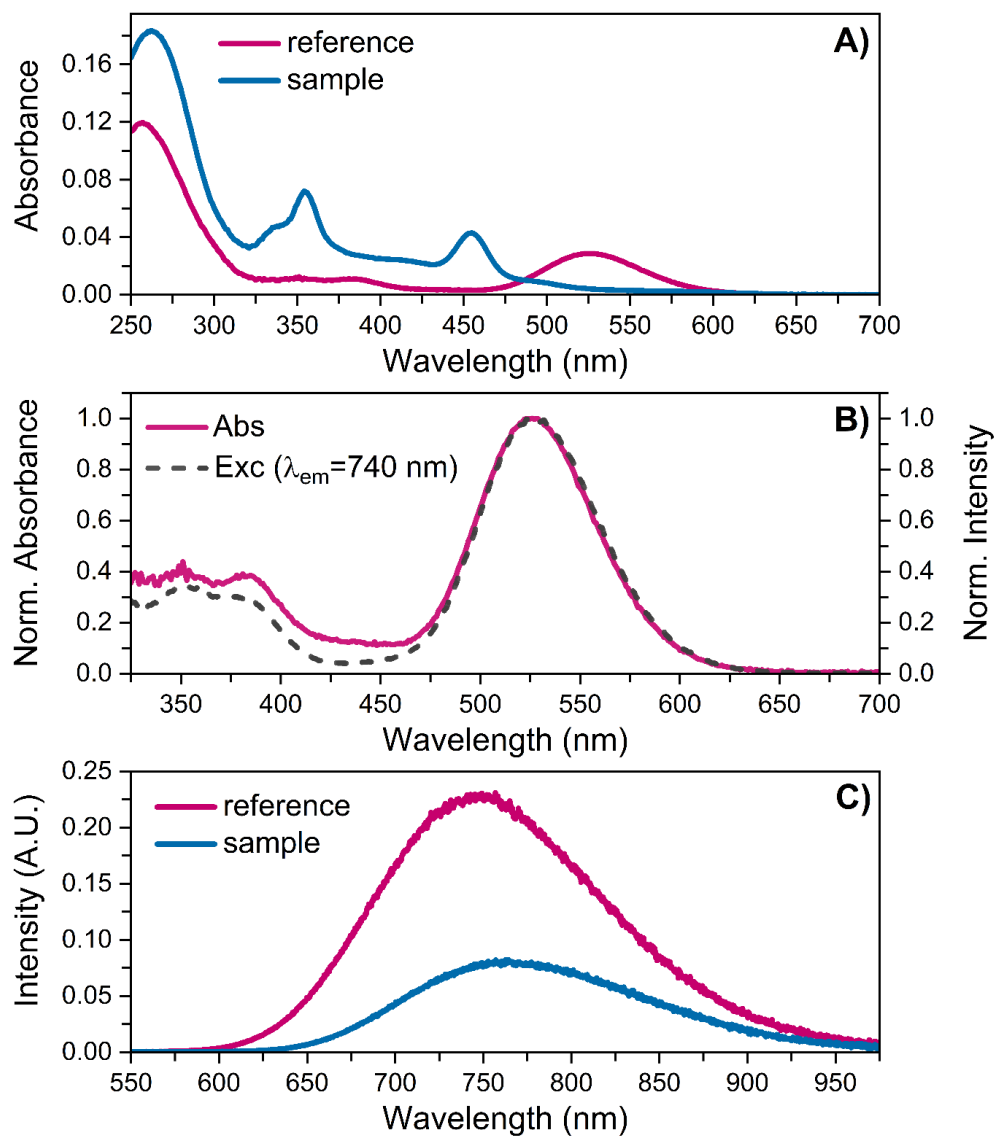 A)
reference
sample
Absorbance
0.16
0.12
0.08
0.04
0.00
250 300 350 400 450 500 550 600 650 700
Wavelength (nm)
B)
Abs
Exc (λem=740 nm)
Norm. Absorbance
1.0
0.8
0.6
0.4
0.2
0.0
1.0
0.8
0.6
0.4
0.2
0.0
Norm. Intensity
350 400 450 500 550 600 650 700
Wavelength (nm)
C)
reference
sample
Intensity (A.U.)
0.25
0.20
0.15
0.10
0.05
0.00
550 600 650 700 750 800 850 900 950
Wavelength (nm)